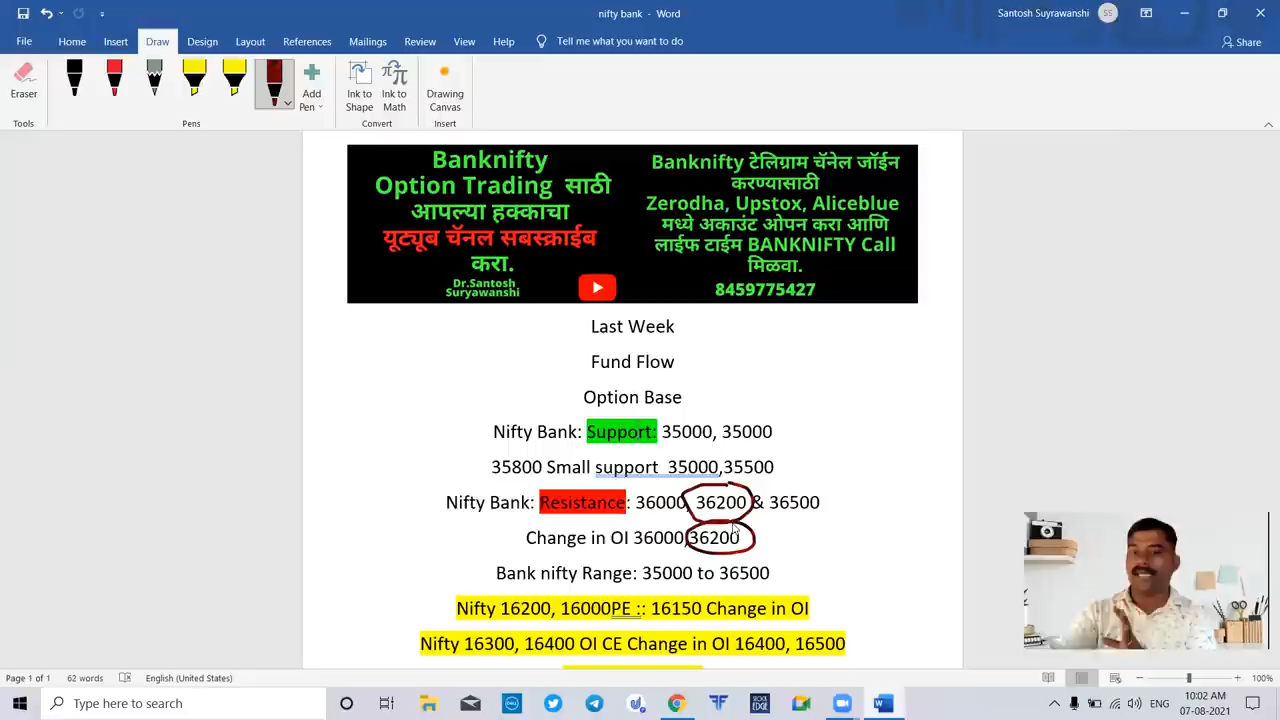 nifty bank - Word
Santosh Suryawanshi
SS
File Home Insert Draw Design Layout References Mailings Review View Help Tell me what you want to do
Share
Eraser
Add Pen
Ink to Shape
Ink to Math
Drawing Canvas
Tools
Pens
Convert
Insert
Banknifty
Option Trading साठी
आपल्या हक्काचा
यूट्यूब चॅनल सबस्क्राईब
करा.
Dr.Santosh
Suryawanshi
Banknifty टेलिग्राम चॅनेल जॉईन
करण्यासाठी
Zerodha, Upstox, Aliceblue
मध्ये अकाउंट ओपन करा आणि
लाईफ टाईम BANKNIFTY Call
मिळवा.
8459775427
Last Week
Fund Flow
Option Base
Nifty Bank: Support: 35000, 35000
35800 Small support 35000,35500
Nifty Bank: Resistance: 36000, 36200 & 36500
Change in OI 36000,36200
Bank nifty Range: 35000 to 36500
Nifty 16200, 16000PE :: 16150 Change in OI
Nifty 16300, 16400 OI CE Change in OI 16400, 16500
Page 1 of 1
62 words
English (United States)
100%
Type here to search
ENG
10:02 AM
07-08-2021